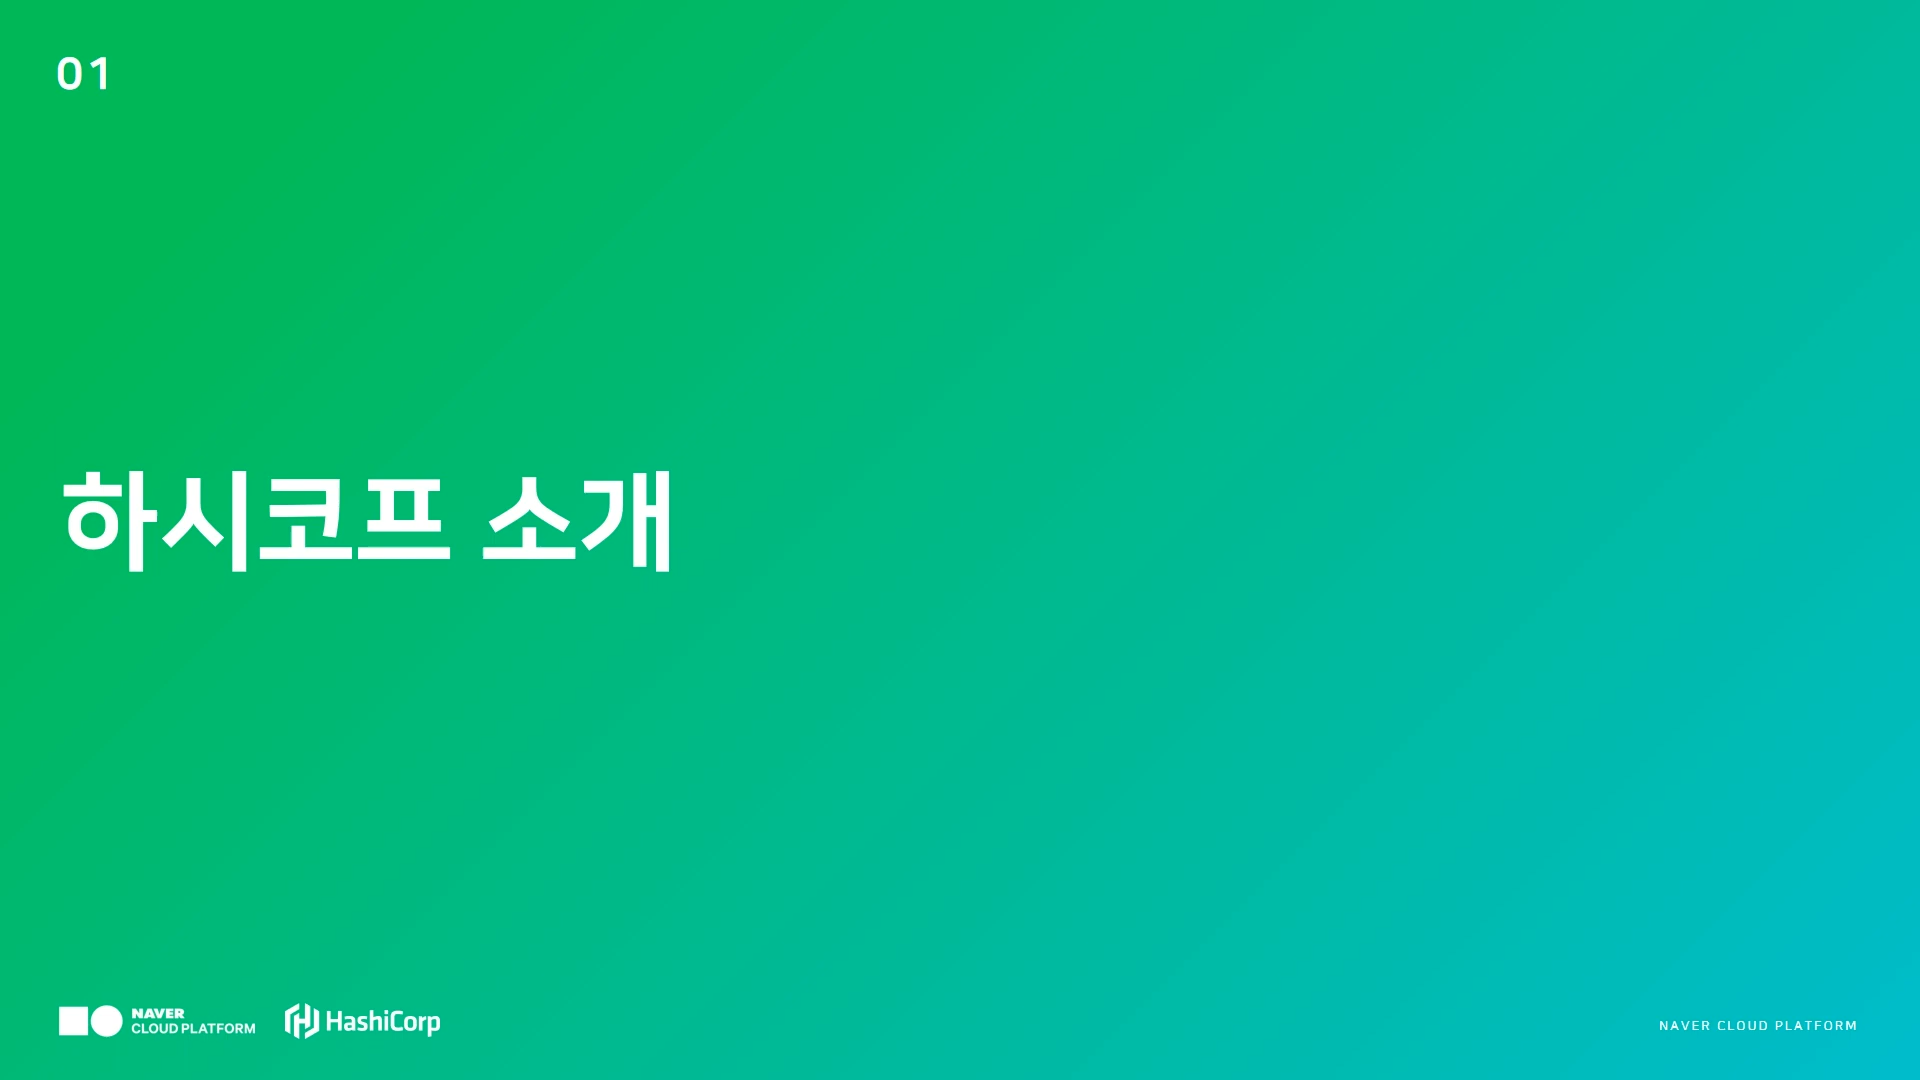 01
하시코프 소개
NAVER
CLOUD PLATFORM
HashiCorp
NAVER CLOUD PLATFORM